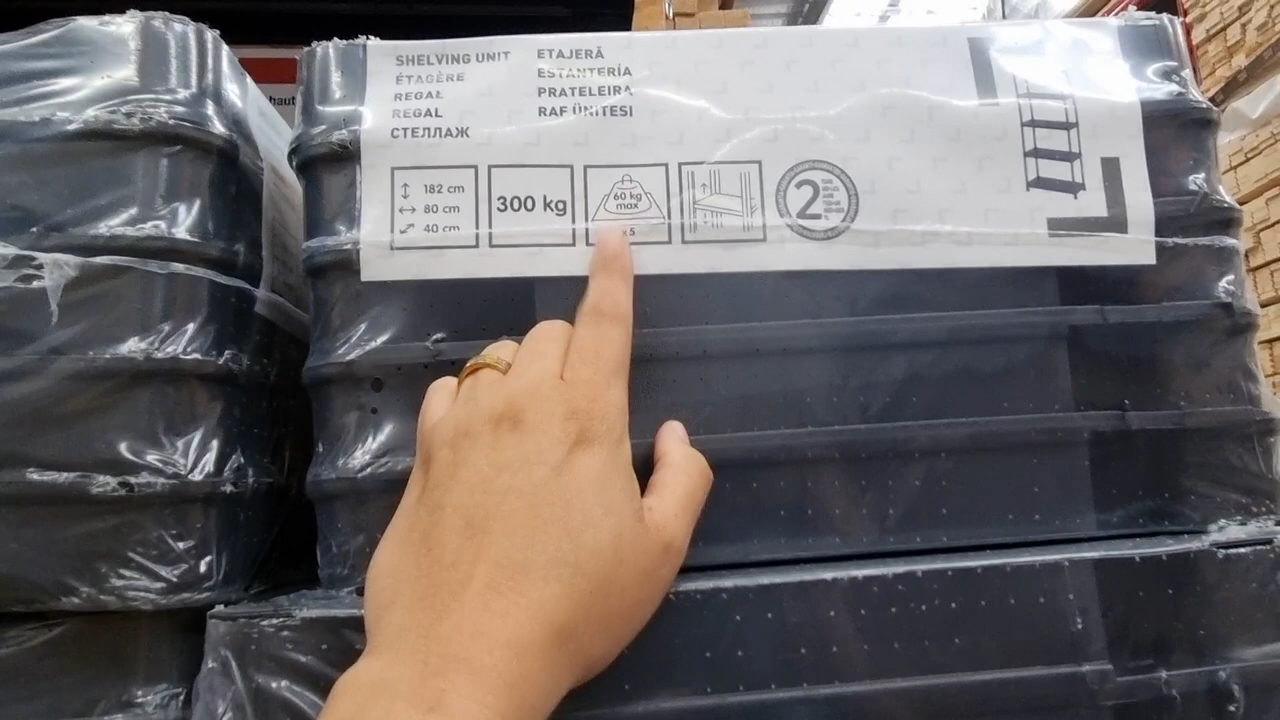 haut
SHELVING UNIT
ÉTAGÈRE
REGAŁ
REGAL
СТЕЛЛАЖ
ETAJERĂ
ESTANTERÍA
PRATELEIRA
RAF ÜNITESI
182 cm
80 cm
40 cm
300 kg
60 kg
max
x5
2